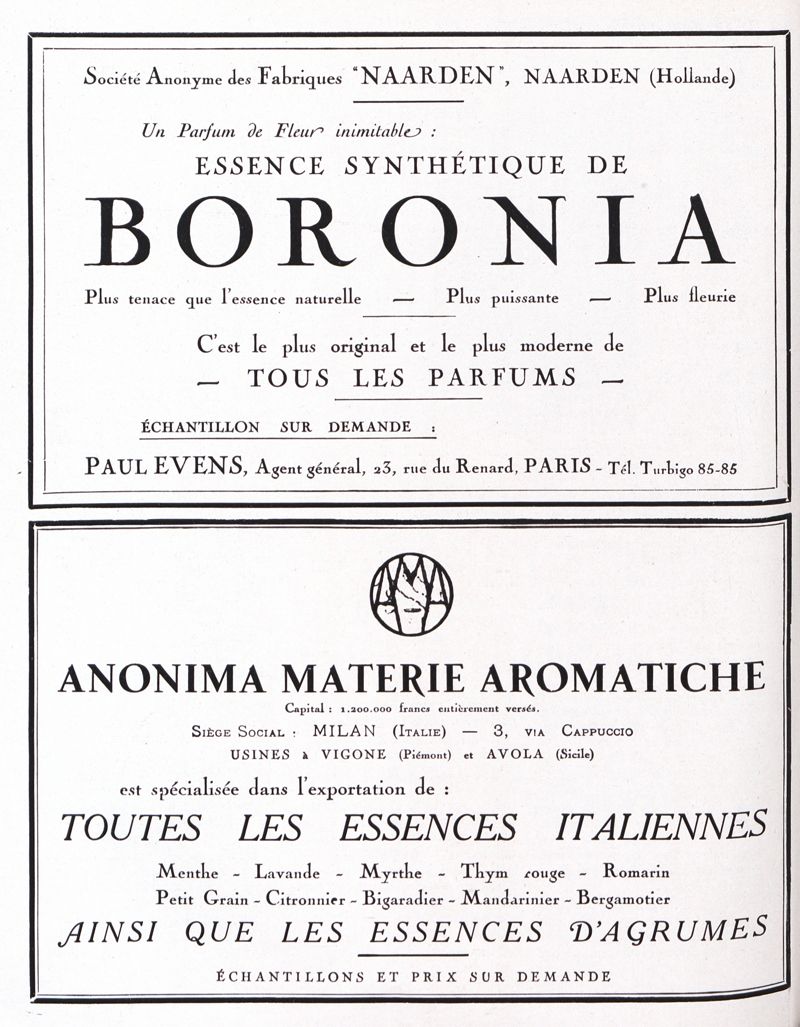 Société Anonyme des Fabriques "NAARDEN", NAARDEN (Hollande)
Un Parfum de Fleur inimitable :
ESSENCE SYNTHÉTIQUE DE
BORONIA
Plus tenace que l'essence naturelle — Plus puissante — Plus fleurie
C'est le plus original et le plus moderne de
— TOUS LES PARFUMS —
ÉCHANTILLON SUR DEMANDE :
PAUL EVENS, Agent général, 23, rue du Renard, PARIS - Tél. Turbigo 85-85
ANONIMA MATERIE AROMATICHE
Capital : 1.200.000 francs entièrement versés.
SIÈGE SOCIAL : MILAN (ITALIE) — 3, VIA CAPPUCCIO
USINES à VIGONE (Piémont) et AVOLA (Sicile)
est spécialisée dans l'exportation de :
TOUTES LES ESSENCES ITALIENNES
Menthe - Lavande - Myrthe - Thym rouge - Romarin
Petit Grain - Citronnier - Bigaradier - Mandarinier - Bergamotier
AINSI QUE LES ESSENCES D'AGRUMES
ÉCHANTILLONS ET PRIX SUR DEMANDE